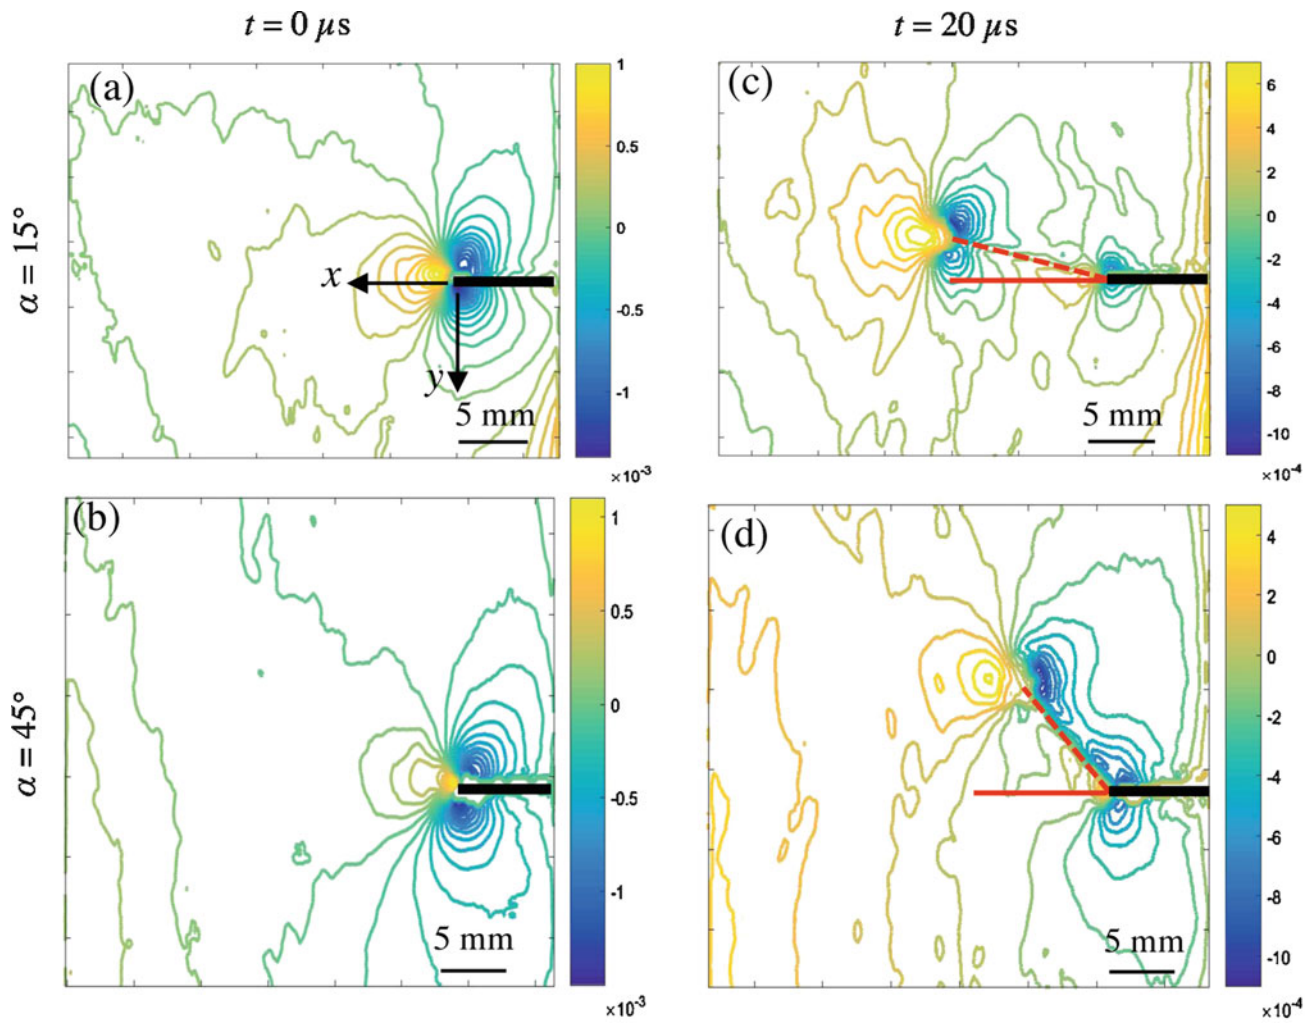 t = 0 μs
t = 20 μs
α = 15°
(a)
x
y
5 mm
1
0.5
0
-0.5
-1
×10⁻³
(c)
5 mm
6
4
2
0
-2
-4
-6
-8
-10
×10⁻⁴
α = 45°
(b)
5 mm
1
0.5
0
-0.5
-1
×10⁻³
(d)
5 mm
4
2
0
-2
-4
-6
-8
-10
×10⁻⁴